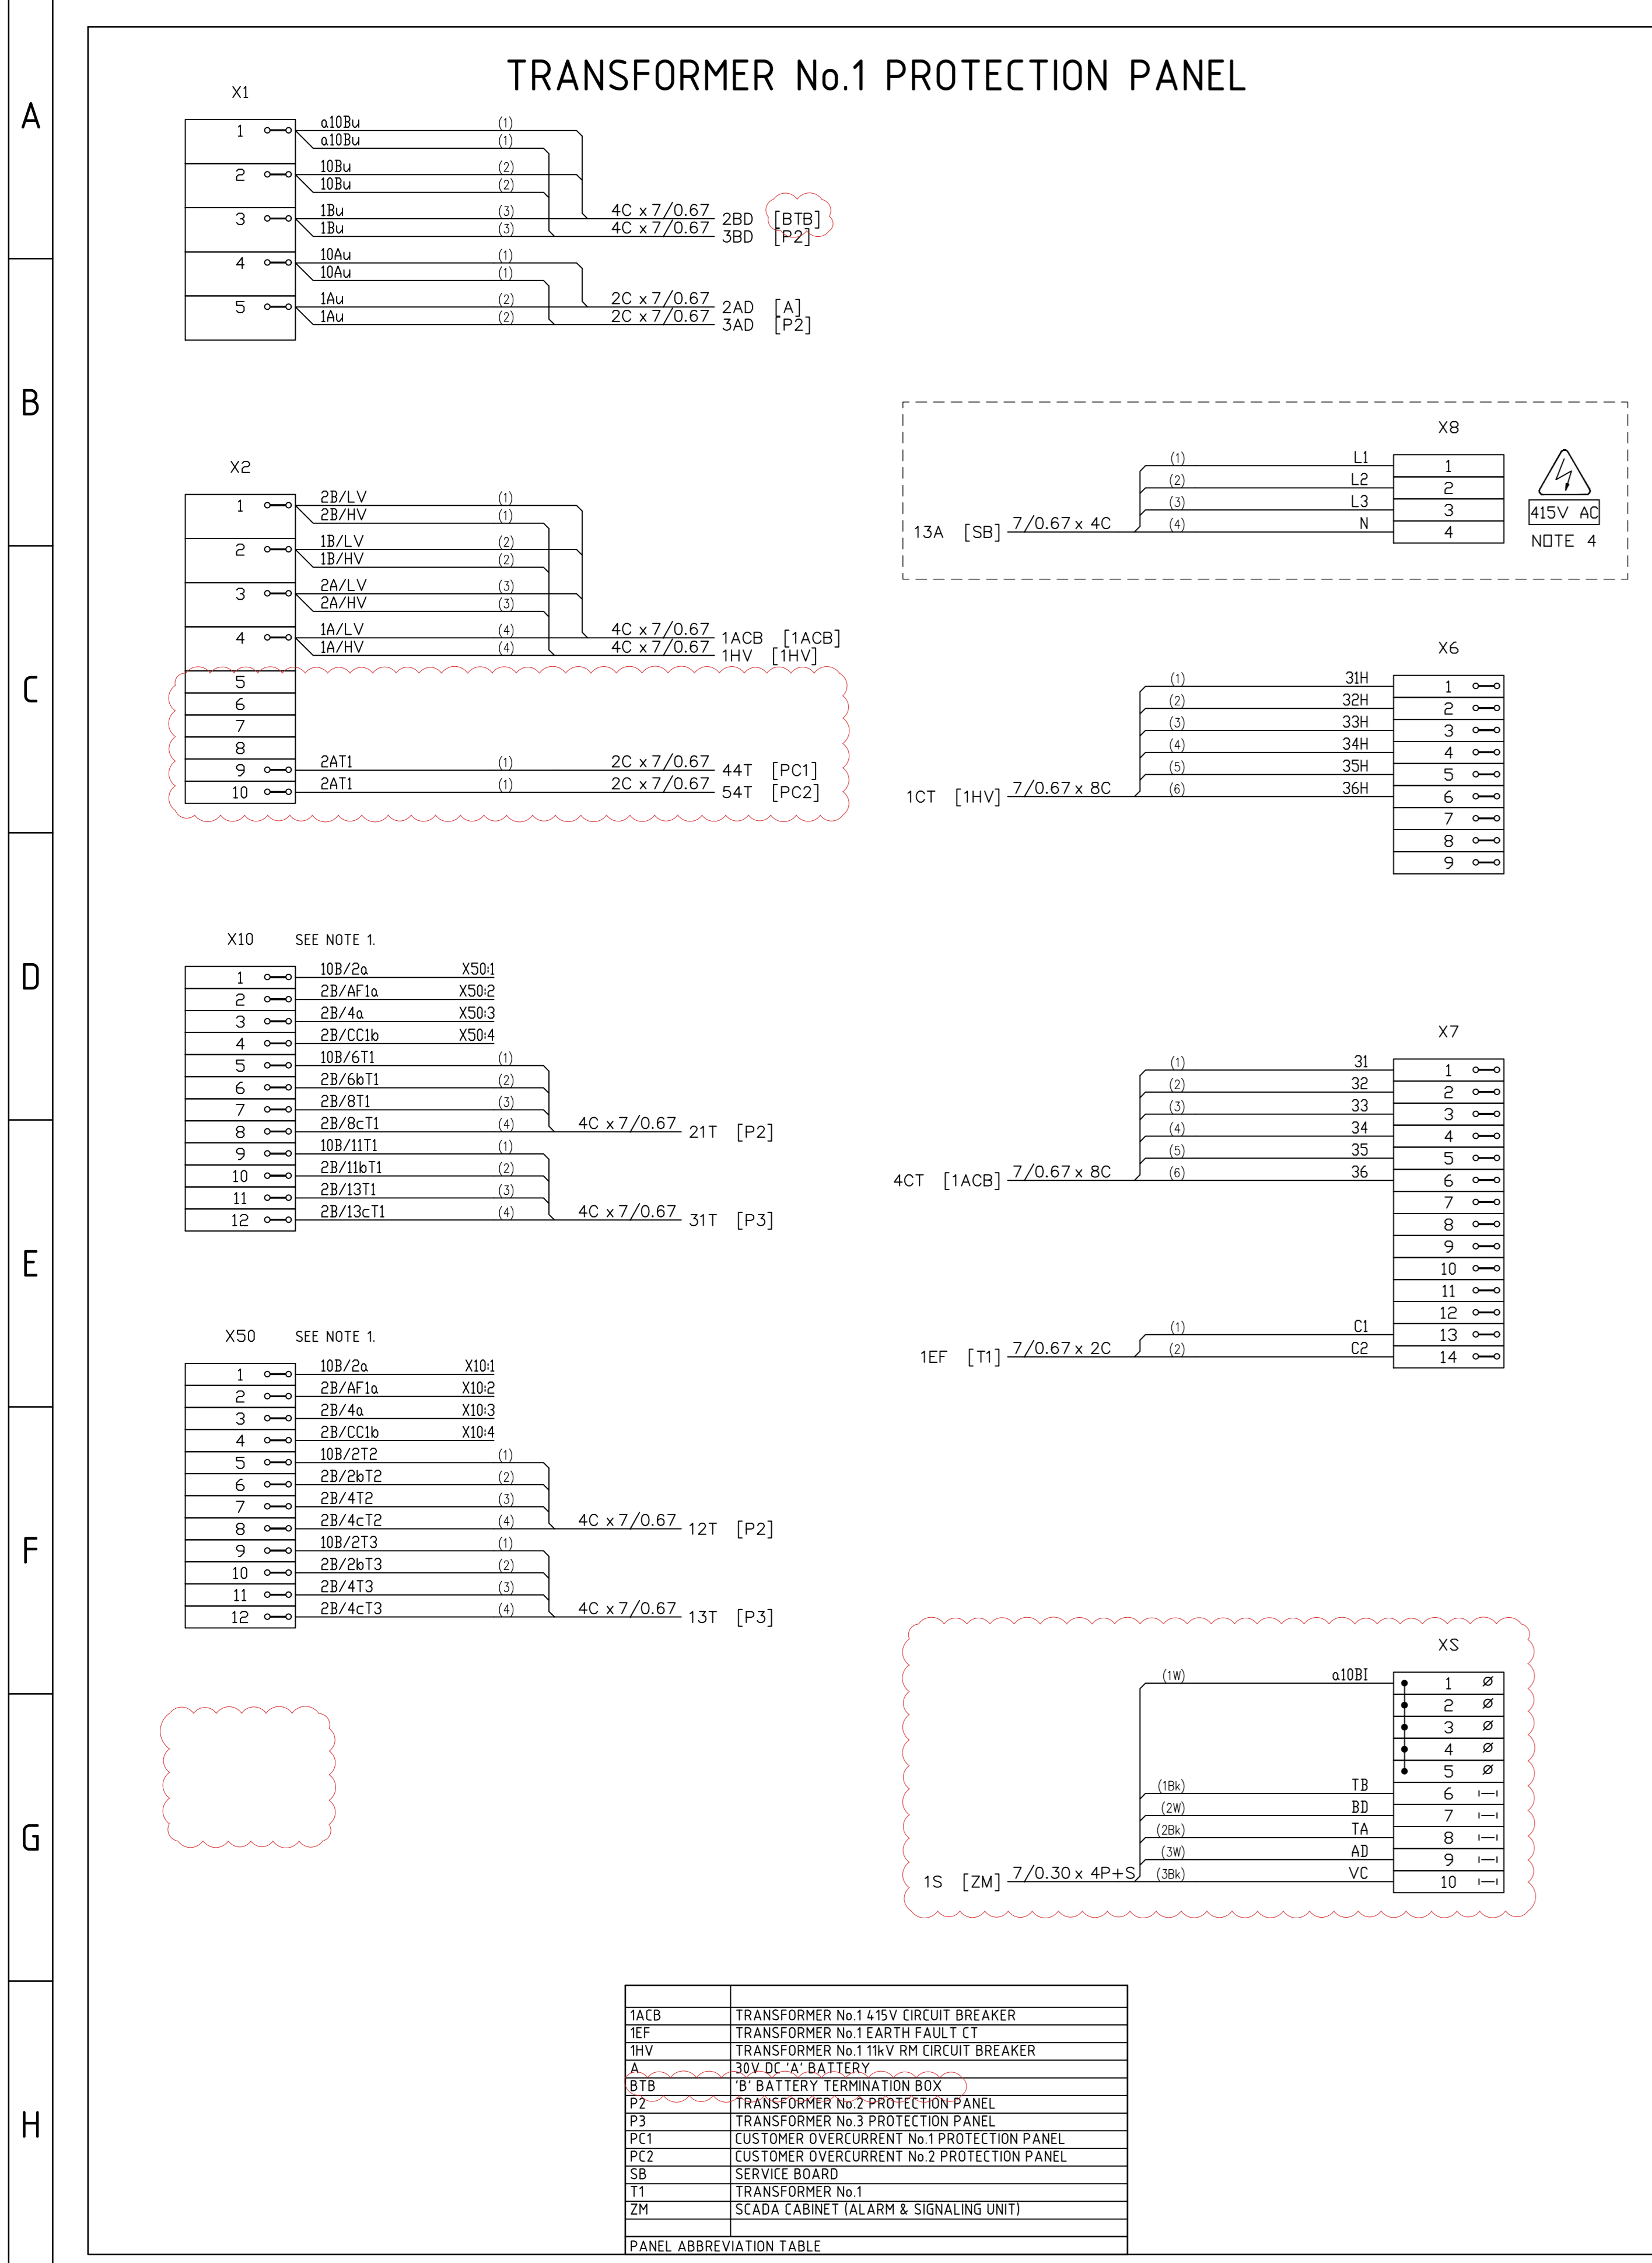 TRANSFORMER No.1 PROTECTION PANEL
A
B
C
D
E
F
G
H
X1
1 a10Bu (1)
a10Bu (1)
2 10Bu (2)
10Bu (2)
3 1Bu (3) 4C x 7/0.67 2BD [BTB]
1Bu (3) 4C x 7/0.67 3BD [P2]
4 10Au (1)
10Au (1)
5 1Au (2) 2C x 7/0.67 2AD [A]
1Au (2) 2C x 7/0.67 3AD [P2]
X2
1 2B/LV (1)
2B/HV (1)
2 1B/LV (2)
1B/HV (2)
3 2A/LV (3)
2A/HV (3)
4 1A/LV (4) 4C x 7/0.67 1ACB [1ACB]
1A/HV (4) 4C x 7/0.67 1HV [1HV]
5
6
7
8
9 2AT1 (1) 2C x 7/0.67 44T [PC1]
10 2AT1 (1) 2C x 7/0.67 54T [PC2]
X10 SEE NOTE 1.
1 10B/2a X50:1
2 2B/AF1a X50:2
3 2B/4a X50:3
4 2B/CC1b X50:4
5 10B/6T1 (1)
6 2B/6bT1 (2)
7 2B/8T1 (3)
8 2B/8cT1 (4) 4C x 7/0.67 21T [P2]
9 10B/11T1 (1)
10 2B/11bT1 (2)
11 2B/13T1 (3)
12 2B/13cT1 (4) 4C x 7/0.67 31T [P3]
X50 SEE NOTE 1.
1 10B/2a X10:1
2 2B/AF1a X10:2
3 2B/4a X10:3
4 2B/CC1b X10:4
5 10B/2T2 (1)
6 2B/2bT2 (2)
7 2B/4T2 (3)
8 2B/4cT2 (4) 4C x 7/0.67 12T [P2]
9 10B/2T3 (1)
10 2B/2bT3 (2)
11 2B/4T3 (3)
12 2B/4cT3 (4) 4C x 7/0.67 13T [P3]
X8
(1) L1 1
(2) L2 2
(3) L3 3
13A [SB] 7/0.67 x 4C (4) N 4
415V AC
NOTE 4
X6
(1) 31H 1
(2) 32H 2
(3) 33H 3
(4) 34H 4
(5) 35H 5
1CT [1HV] 7/0.67 x 8C (6) 36H 6
7
8
9
X7
(1) 31 1
(2) 32 2
(3) 33 3
(4) 34 4
(5) 35 5
4CT [1ACB] 7/0.67 x 8C (6) 36 6
7
8
9
10
11
12
(1) C1 13
1EF [T1] 7/0.67 x 2C (2) C2 14
XS
(1W) a10BI 1
2
3
4
5
(1Bk) TB 6
(2W) BD 7
(2Bk) TA 8
(3W) AD 9
1S [ZM] 7/0.30 x 4P+S (3Bk) VC 10
1ACB TRANSFORMER No.1 415V CIRCUIT BREAKER
1EF TRANSFORMER No.1 EARTH FAULT CT
1HV TRANSFORMER No.1 11kV RM CIRCUIT BREAKER
A 30V DC 'A' BATTERY
BTB 'B' BATTERY TERMINATION BOX
P2 TRANSFORMER No.2 PROTECTION PANEL
P3 TRANSFORMER No.3 PROTECTION PANEL
PC1 CUSTOMER OVERCURRENT No.1 PROTECTION PANEL
PC2 CUSTOMER OVERCURRENT No.2 PROTECTION PANEL
SB SERVICE BOARD
T1 TRANSFORMER No.1
ZM SCADA CABINET (ALARM & SIGNALING UNIT)
PANEL ABBREVIATION TABLE